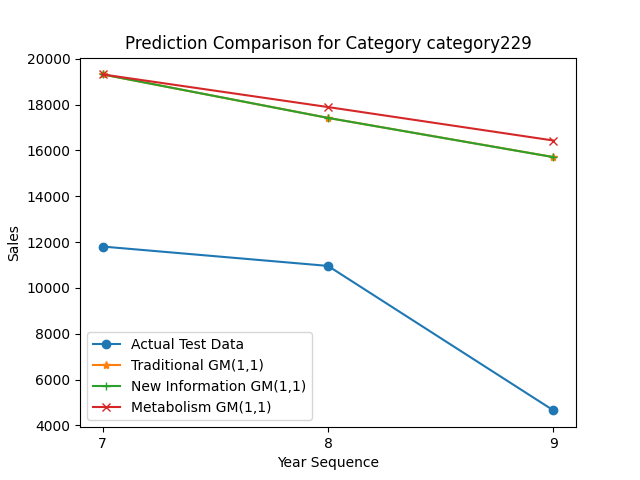 Prediction Comparison for Category category229
20000
18000
16000
14000
12000
10000
8000
6000
4000
Sales
Actual Test Data
Traditional GM(1,1)
New Information GM(1,1)
Metabolism GM(1,1)
7 8 9
Year Sequence